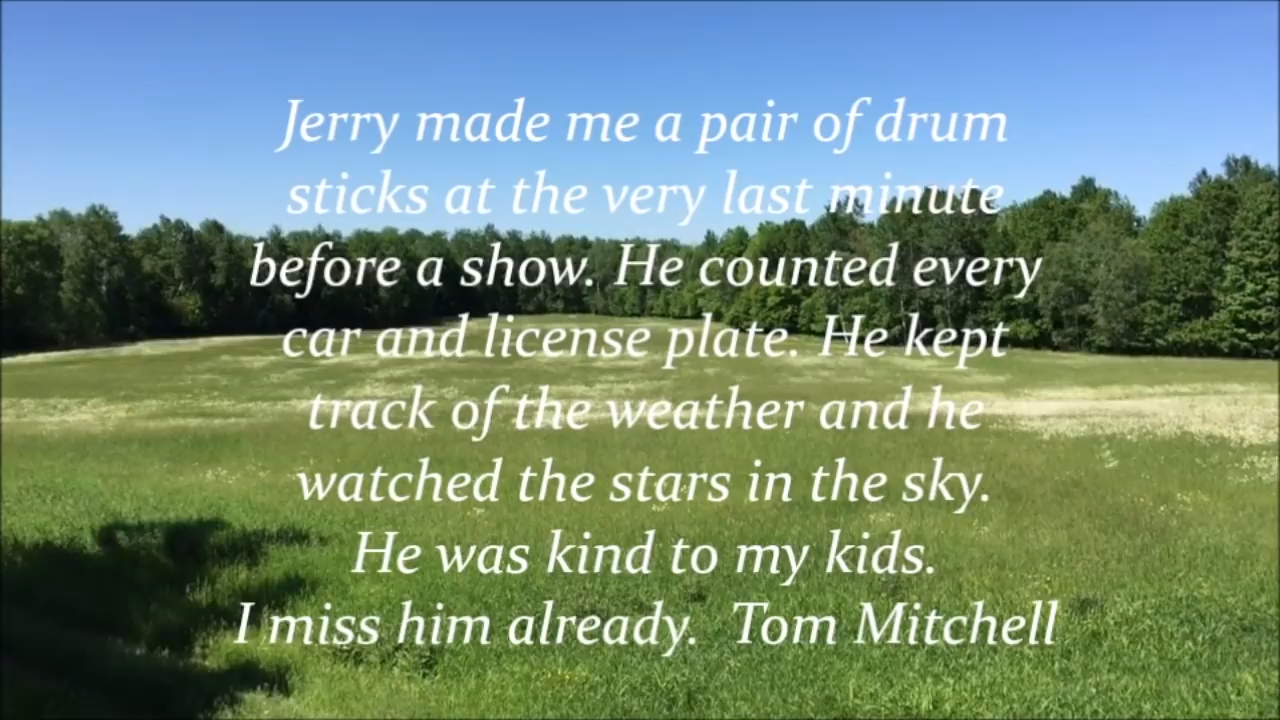 Jerry made me a pair of drum
sticks at the very last minute
before a show. He counted every
car and license plate. He kept
track of the weather and he
watched the stars in the sky.
He was kind to my kids.
I miss him already.  Tom Mitchell